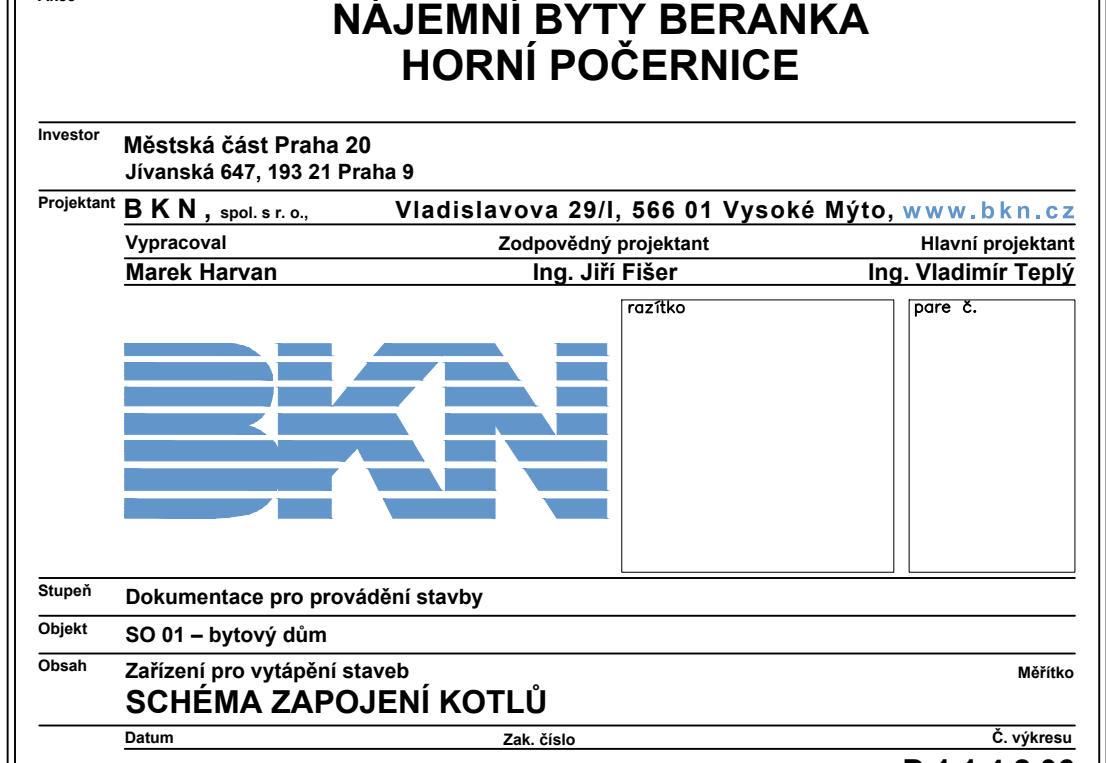 NÁJEMNÍ BYTY BERANKA
HORNÍ POČERNICE
Investor
Městská část Praha 20
Jívanská 647, 193 21 Praha 9
Projektant B K N , spol. s r. o., Vladislavova 29/I, 566 01 Vysoké Mýto, www.bkn.cz
Vypracoval Zodpovědný projektant Hlavní projektant
Marek Harvan Ing. Jiří Fišer Ing. Vladimír Teplý
razítko pare č.
BKN
Stupeň Dokumentace pro provádění stavby
Objekt SO 01 – bytový dům
Obsah Zařízení pro vytápění staveb Měřítko
SCHÉMA ZAPOJENÍ KOTLŮ
Datum Zak. číslo Č. výkresu